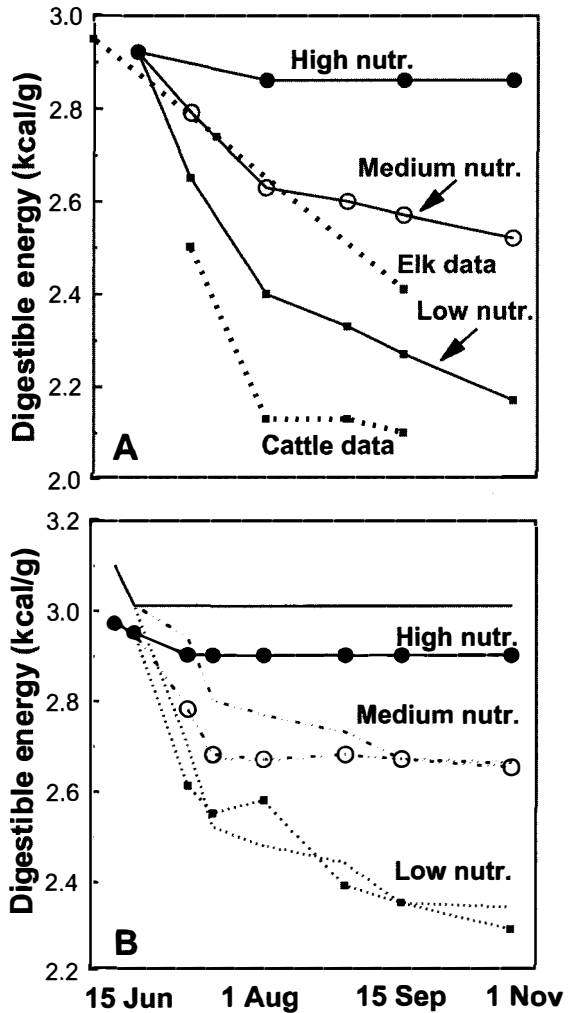 3.0
High nutr.
2.8
Medium nutr.
2.6
Elk data
2.4
Low nutr.
2.2
Cattle data
A
2.0
Digestible energy (kcal/g)
3.2
3.0
High nutr.
2.8
Medium nutr.
2.6
2.4
Low nutr.
B
2.2
Digestible energy (kcal/g)
15 Jun 1 Aug 15 Sep 1 Nov